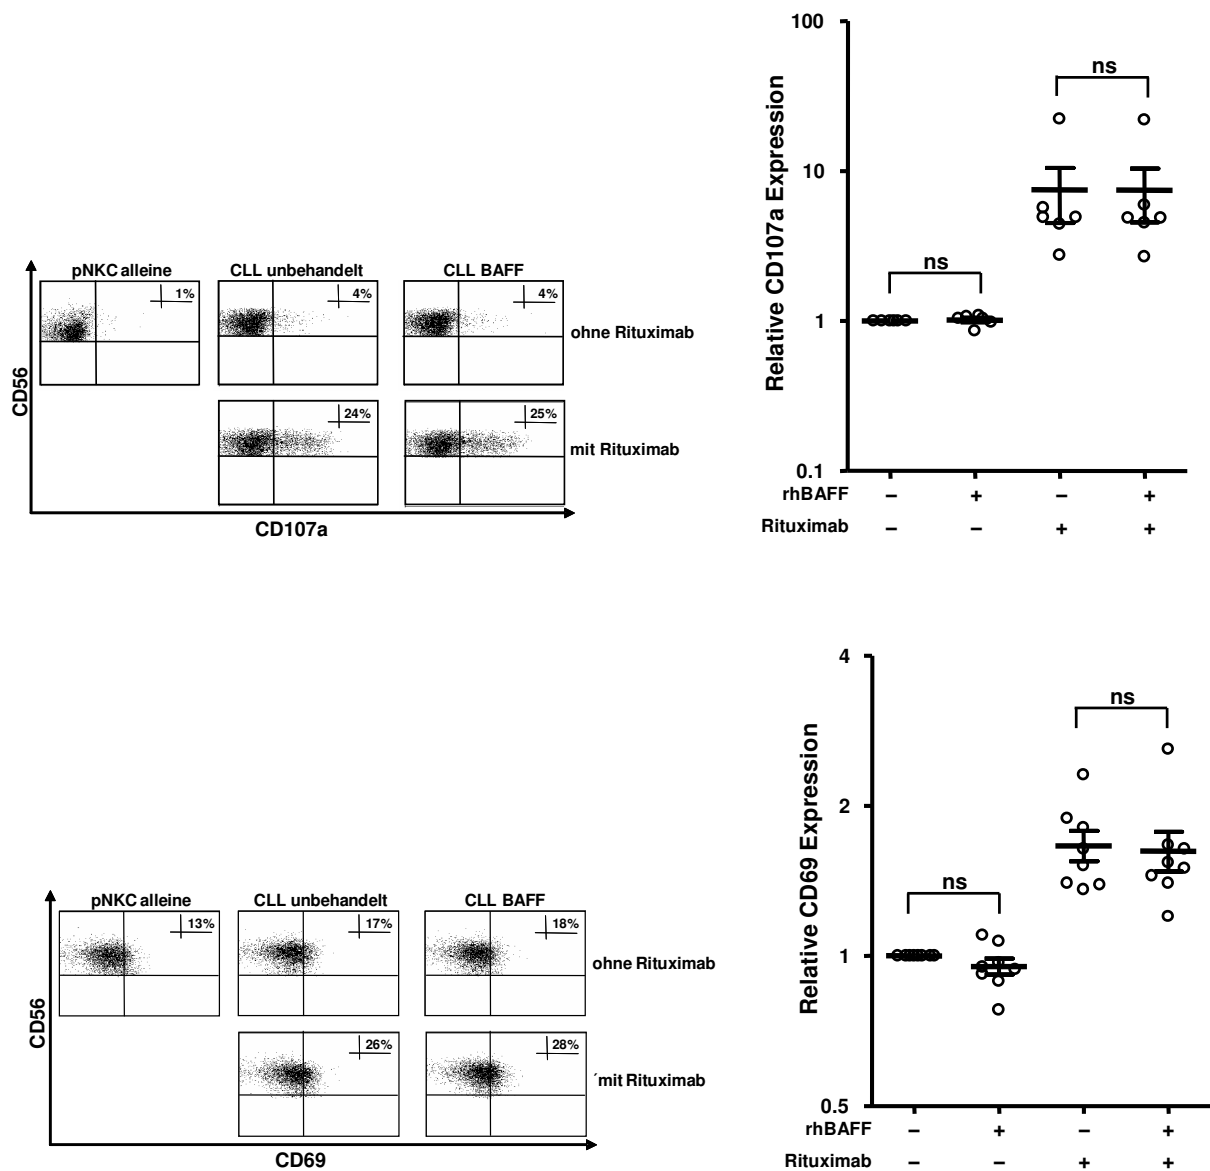 100
ns
10
ns
1
0.1
Relative CD107a Expression
rhBAFF – + – +
Rituximab – – + +
pNKC alleine CLL unbehandelt CLL BAFF
1% 4% 4%
ohne Rituximab
24% 25%
mit Rituximab
CD56
CD107a
4
ns
2
ns
1
0.5
Relative CD69 Expression
rhBAFF – + – +
Rituximab – – + +
pNKC alleine CLL unbehandelt CLL BAFF
13% 17% 18%
ohne Rituximab
26% 28%
´mit Rituximab
CD56
CD69